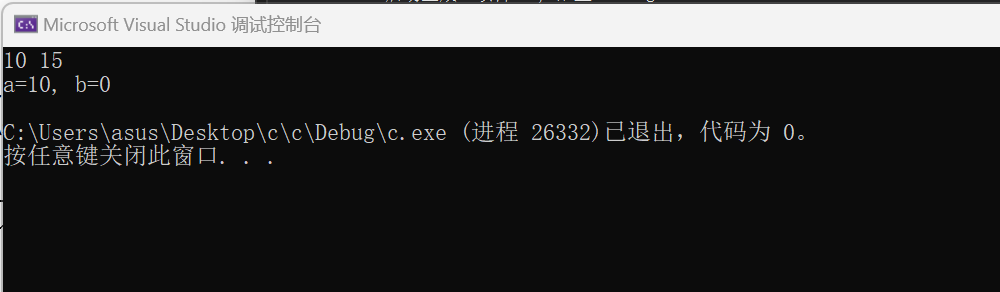 Microsoft Visual Studio 调试控制台
10 15
a=10, b=0
C:\Users\asus\Desktop\c\c\Debug\c.exe (进程 26332)已退出，代码为 0。
按任意键关闭此窗口. . .